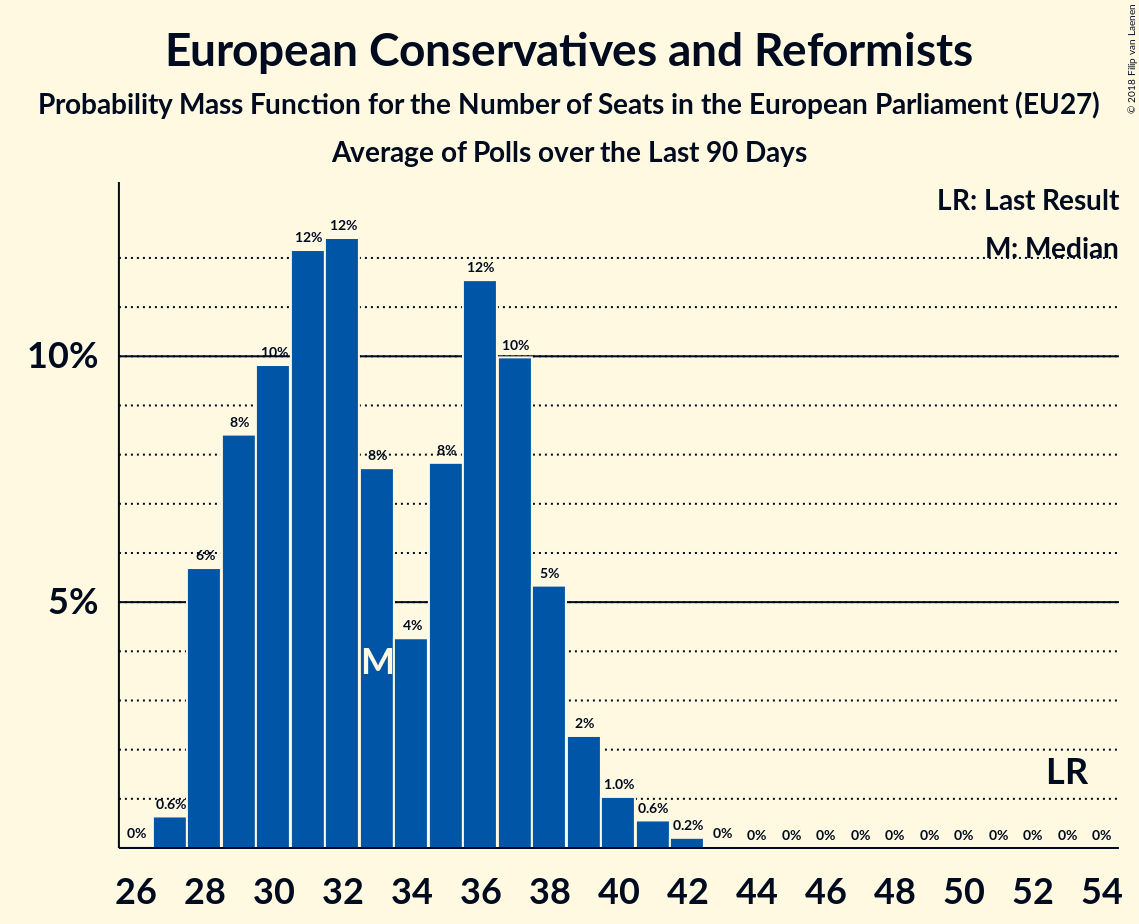 European Conservatives and Reformists
Probability Mass Function for the Number of Seats in the European Parliament (EU27)
Average of Polls over the Last 90 Days
© 2018 Filip van Laenen
LR: Last Result
M: Median
10%
5%
0% 0.6% 6% 8% 10% 12% 12% 8% 4% 8% 12% 10% 5% 2% 1.0% 0.6% 0.2% 0% 0% 0% 0% 0% 0% 0% 0% 0% 0% 0% 0%
M
LR
26 28 30 32 34 36 38 40 42 44 46 48 50 52 54